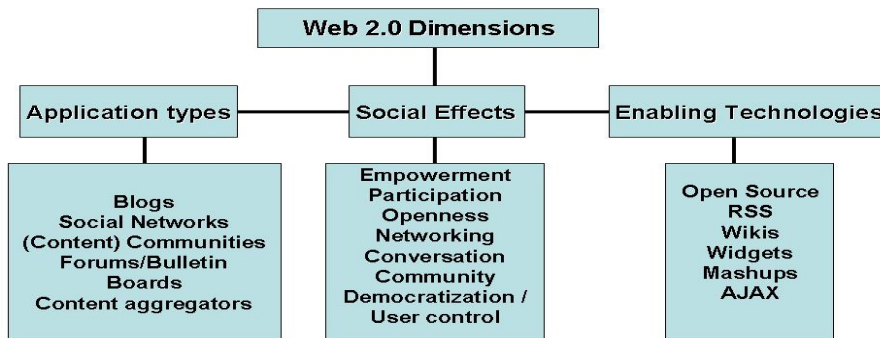 Web 2.0 Dimensions
Application types
Social Effects
Enabling Technologies
Blogs
Social Networks
(Content) Communities
Forums/Bulletin
Boards
Content aggregators
Empowerment
Participation
Openness
Networking
Conversation
Community
Democratization /
User control
Open Source
RSS
Wikis
Widgets
Mashups
AJAX